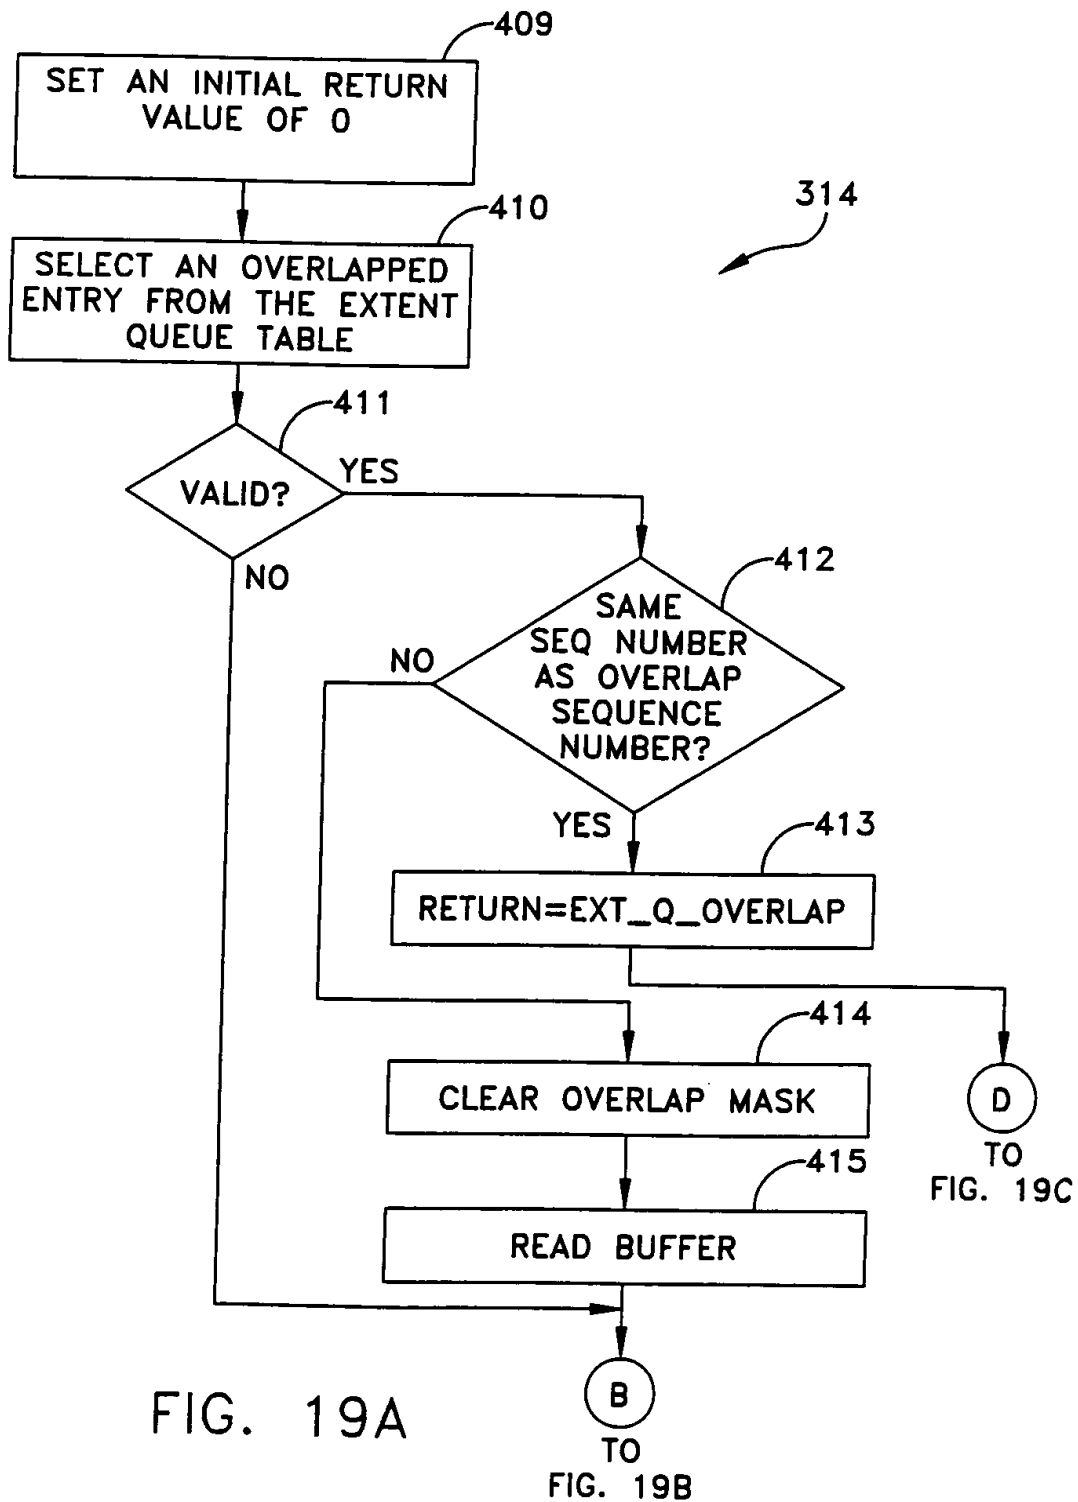 409
SET AN INITIAL RETURN
VALUE OF 0
314
410
SELECT AN OVERLAPPED
ENTRY FROM THE EXTENT
QUEUE TABLE
411
VALID?
YES
NO
412
SAME
SEQ NUMBER
AS OVERLAP
SEQUENCE
NUMBER?
NO
YES
413
RETURN=EXT_Q_OVERLAP
414
CLEAR OVERLAP MASK
D
TO
FIG. 19C
415
READ BUFFER
B
TO
FIG. 19B
FIG. 19A